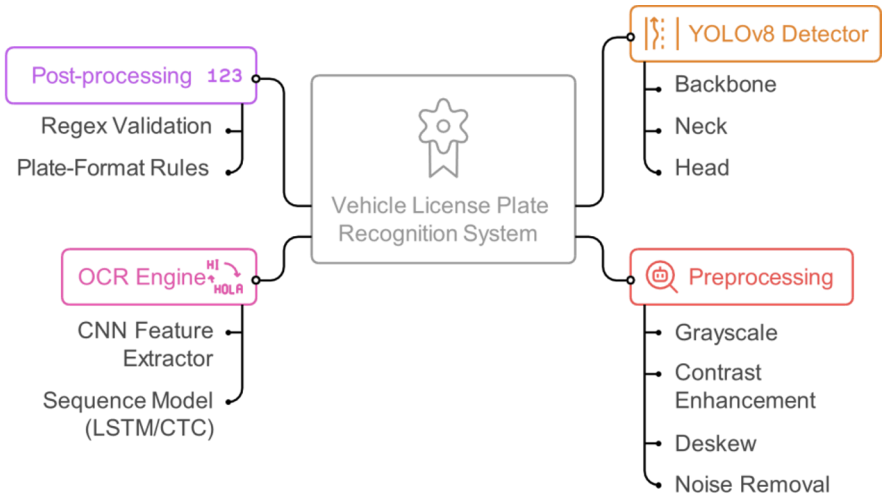 Post-processing 123
Regex Validation
Plate-Format Rules
OCR Engine HI HOLA
CNN Feature
Extractor
Sequence Model
(LSTM/CTC)
Vehicle License Plate
Recognition System
YOLOv8 Detector
Backbone
Neck
Head
Preprocessing
Grayscale
Contrast
Enhancement
Deskew
Noise Removal